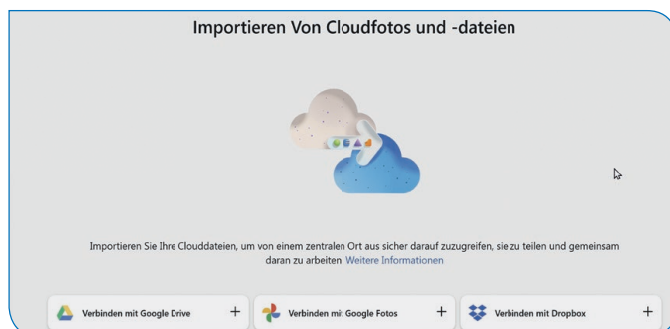 Importieren Von Cloudfotos und -dateien
Importieren Sie Ihre Clouddateien, um von einem zentralen Ort aus sicher darauf zuzugreifen, sie zu teilen und gemeinsam
daran zu arbeiten Weitere Informationen
Verbinden mit Google Drive + Verbinden mit Google Fotos + Verbinden mit Dropbox +